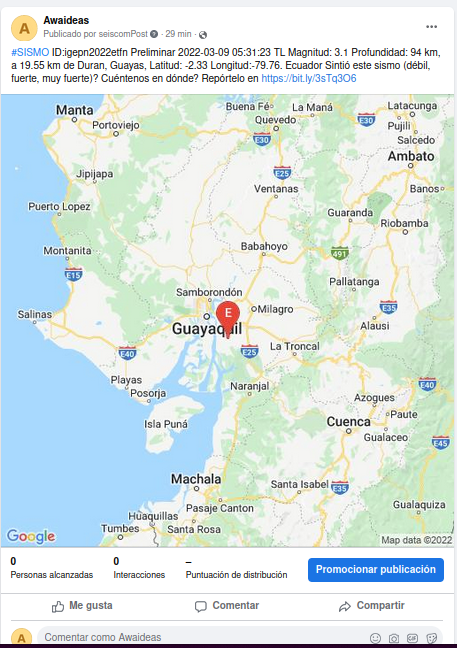 A
Awaideas
Publicado por seiscomPost · 29 min ·
#SISMO ID:igepn2022etfn Preliminar 2022-03-09 05:31:23 TL Magnitud: 3.1 Profundidad: 94 km,
a 19.55 km de Duran, Guayas, Latitud: -2.33 Longitud:-79.76. Ecuador Sintió este sismo (débil,
fuerte, muy fuerte)? Cuéntenos en dónde? Repórtelo en https://bit.ly/3sTq3O6
Manta
Portoviejo
Buena Fé
La Maná
Latacunga
Quevedo
E30
Pujili
E30
Salcedo
Ambato
Jipijapa
E25
Ventanas
Banos
Puerto Lopez
Guaranda
Riobamba
Montanita
Babahoyo
491
E15
Pallatanga
Samborondón
Salinas
E
Milagro
E35
Guayaquil
Alausi
E40
E25
La Troncal
Playas
Naranjal
E40
Posorja
Azogues
Isla Puná
Paute
Cuenca
Gualaceo
E45
Machala
Santa Isabel
E35
Pasaje Canton
Gualaquiza
Huaquillas
Tumbes
Santa Rosa
Google
Map data ©2022
0
Personas alcanzadas
0
Interacciones
–
Puntuación de distribución
Promocionar publicación
Me gusta
Comentar
Compartir
A
Comentar como Awaideas
GIF